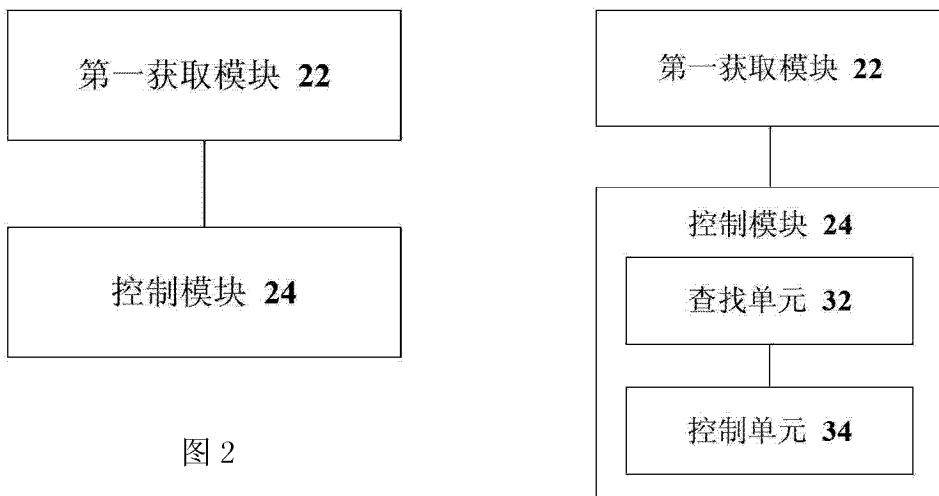 第一获取模块 22
控制模块 24
图 2
第一获取模块 22
控制模块 24
查找单元 32
控制单元 34